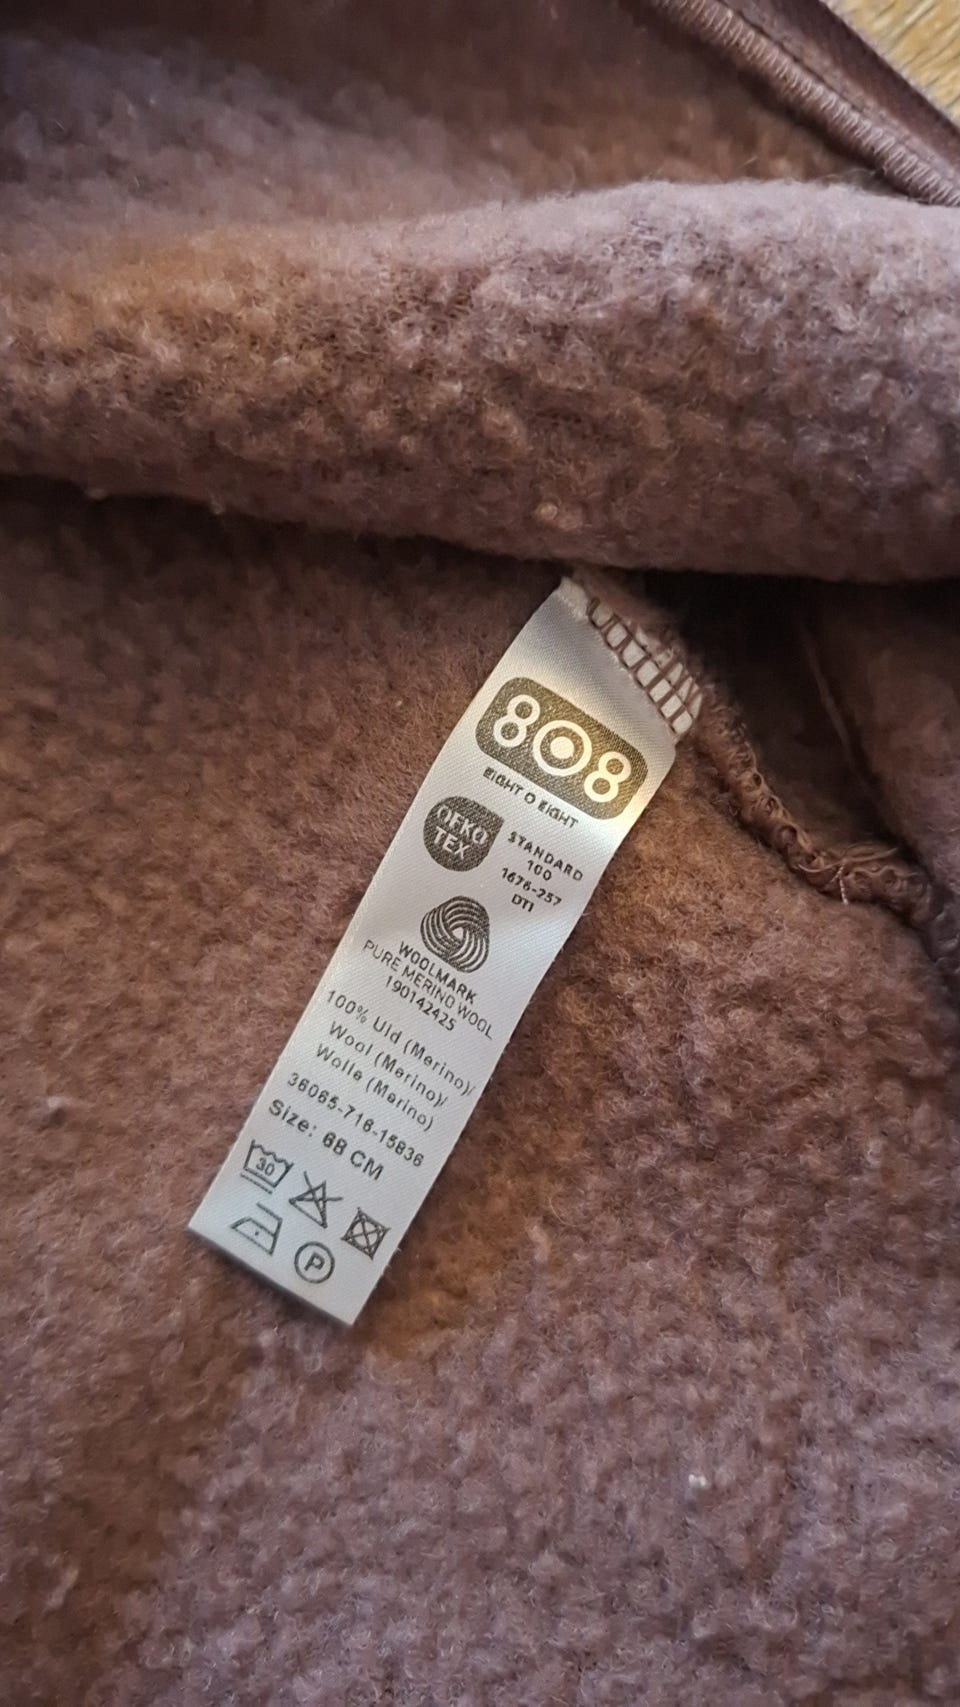 808
EIGHT O EIGHT
OEKO
TEX
STANDARD
100
1676-257
DTI
WOOLMARK
PURE MERINO WOOL
190142425
100% Uld (Merino)/
Wool (Merino)/
Wolle (Merino)
36065-716-15836
Size: 68 CM
30
P